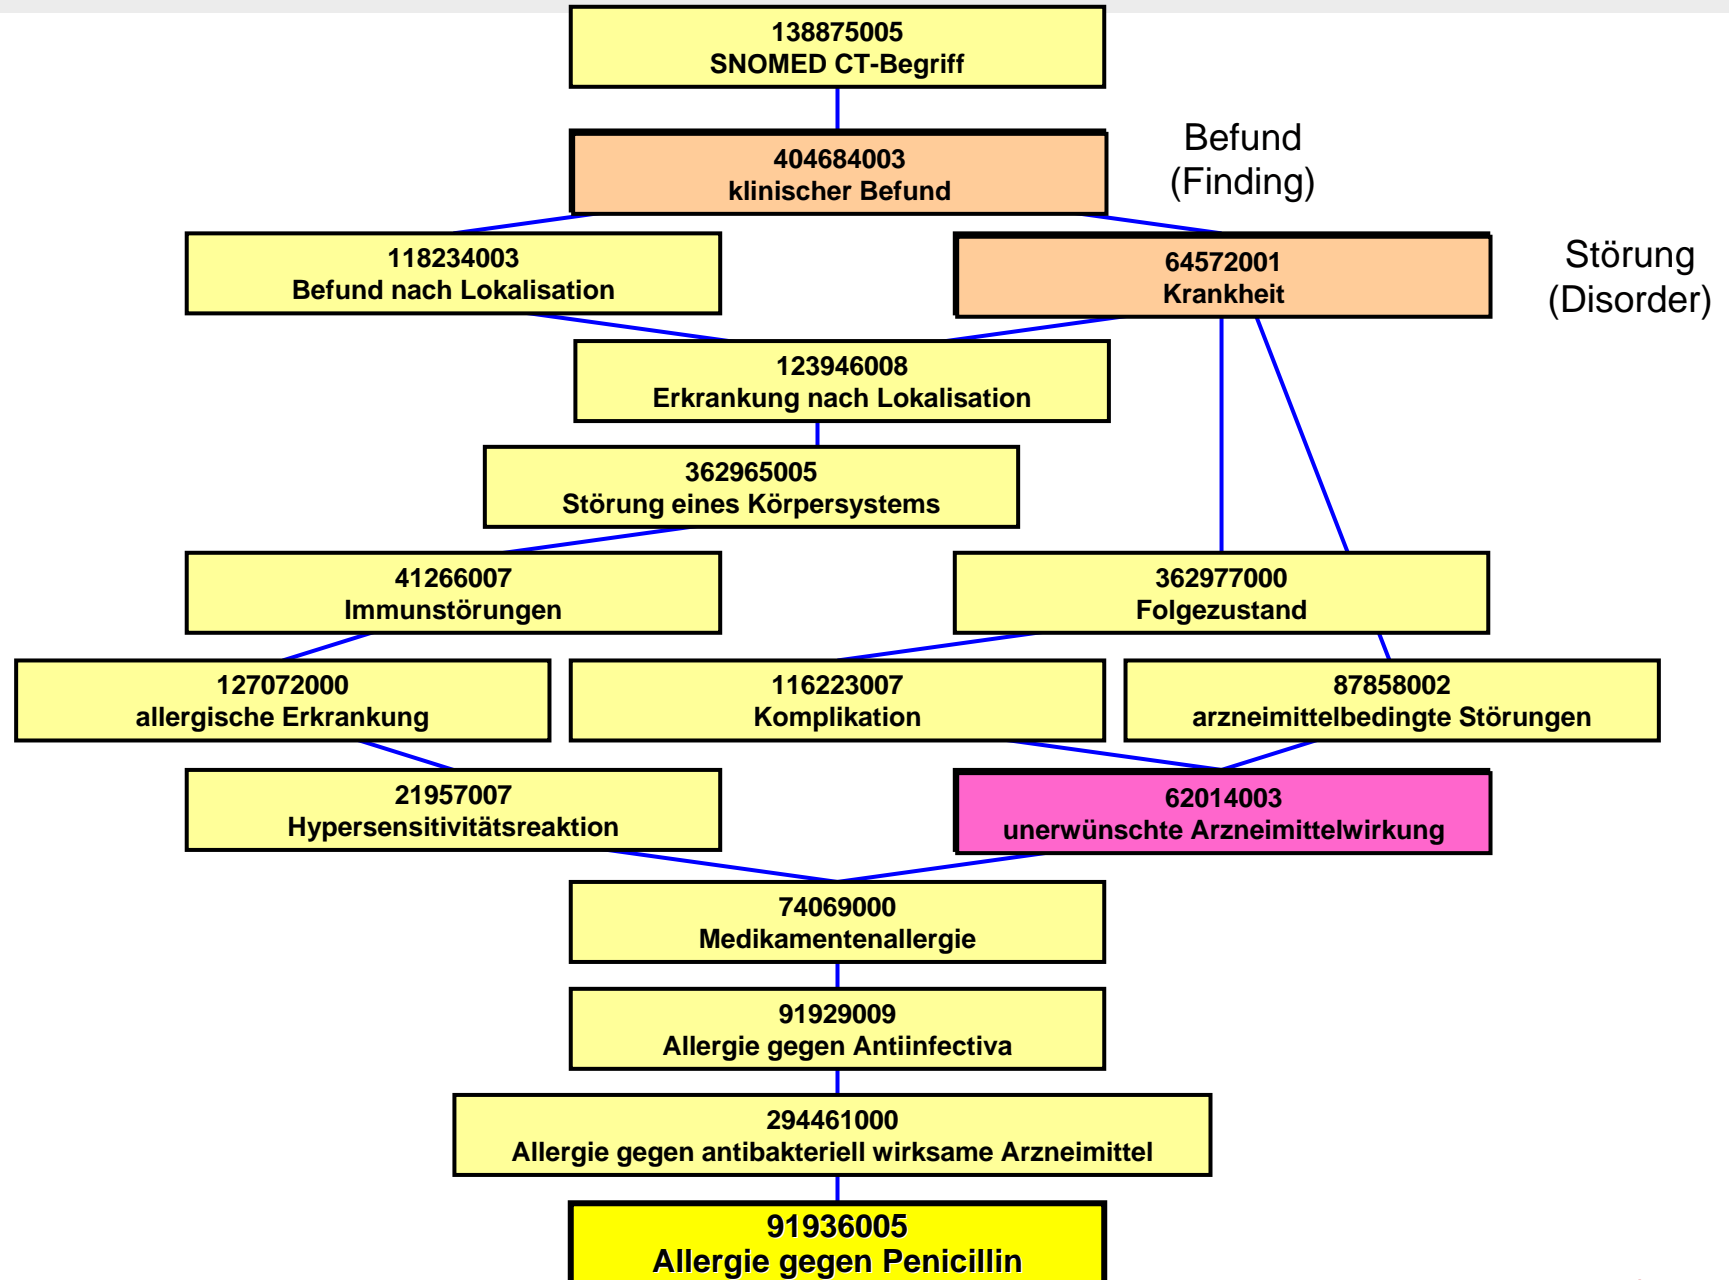 138875005
SNOMED CT-Begriff
404684003
klinischer Befund
Befund
(Finding)
118234003
Befund nach Lokalisation
64572001
Krankheit
Störung
(Disorder)
123946008
Erkrankung nach Lokalisation
362965005
Störung eines Körpersystems
41266007
Immunstörungen
362977000
Folgezustand
127072000
allergische Erkrankung
116223007
Komplikation
87858002
arzneimittelbedingte Störungen
21957007
Hypersensitivitätsreaktion
62014003
unerwünschte Arzneimittelwirkung
74069000
Medikamentenallergie
91929009
Allergie gegen Antiinfectiva
294461000
Allergie gegen antibakteriell wirksame Arzneimittel
91936005
Allergie gegen Penicillin